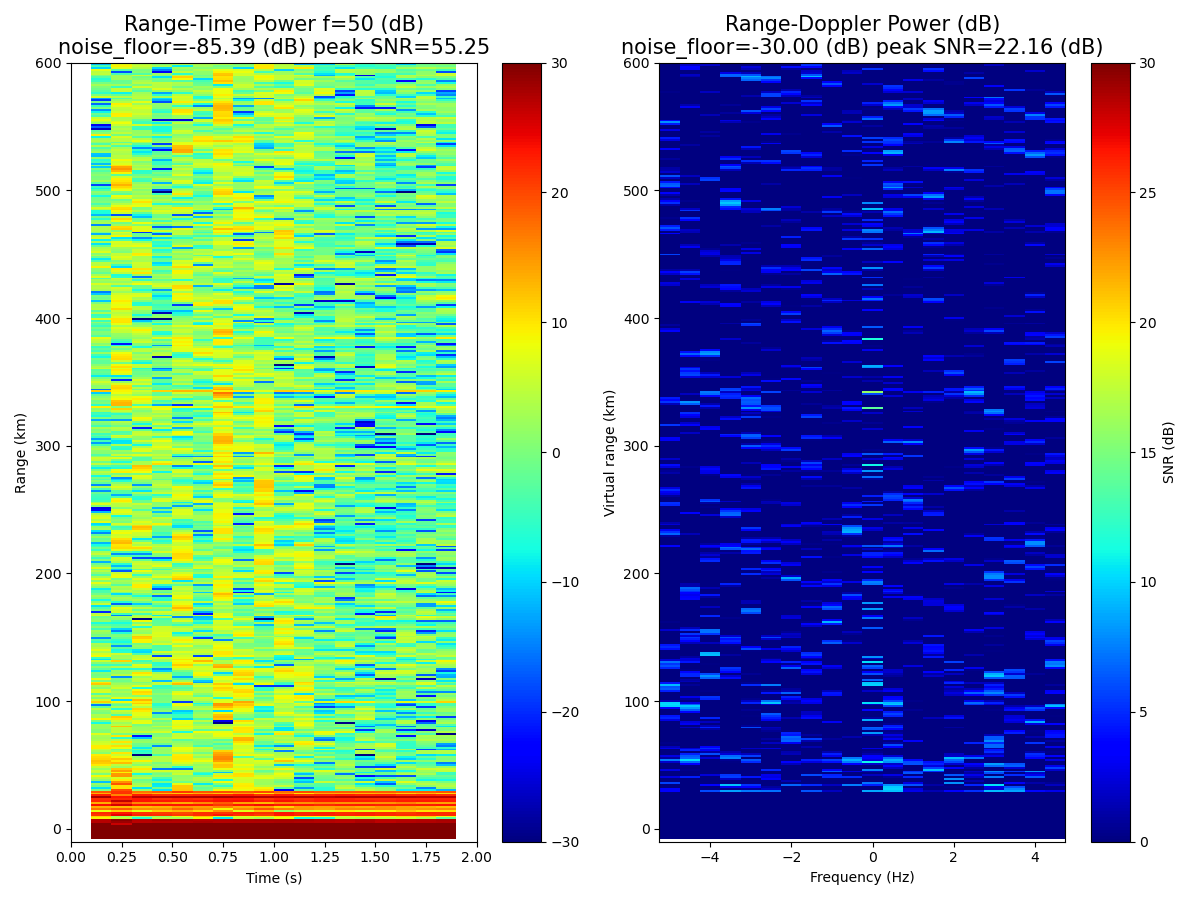 Range-Time Power f=50 (dB)
noise_floor=-85.39 (dB) peak SNR=55.25
600
500
400
300
200
100
0
Range (km)
0.00 0.25 0.50 0.75 1.00 1.25 1.50 1.75 2.00
Time (s)
30
20
10
0
−10
−20
−30
Range-Doppler Power (dB)
noise_floor=-30.00 (dB) peak SNR=22.16 (dB)
600
500
400
300
200
100
0
Virtual range (km)
−4 −2 0 2 4
Frequency (Hz)
30
25
20
15
10
5
0
SNR (dB)